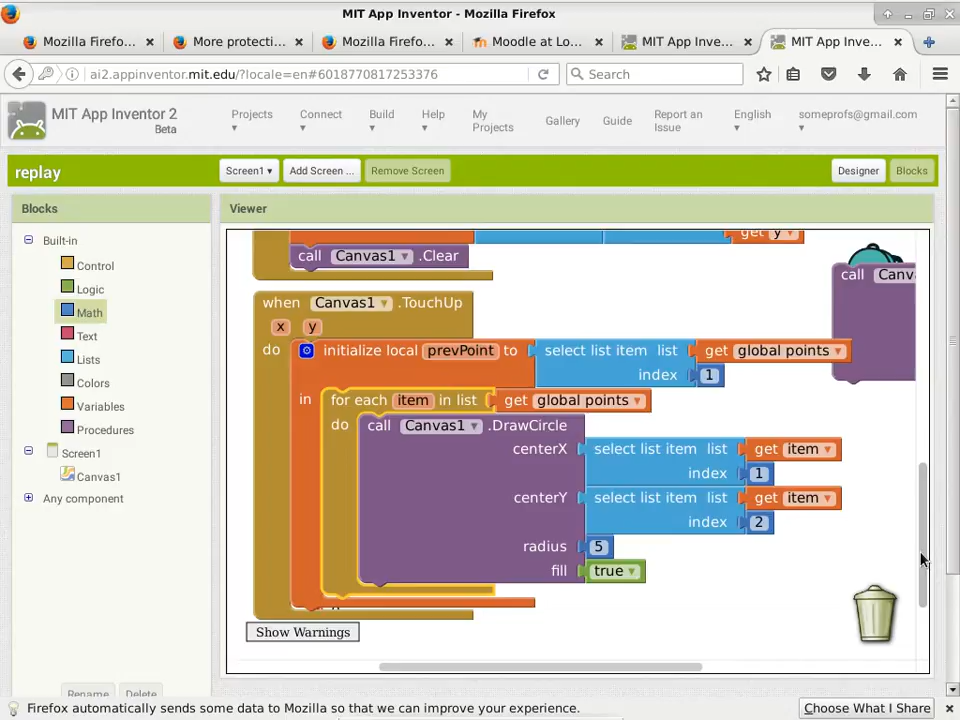 MIT App Inventor - Mozilla Firefox
Mozilla Firefo...
More protecti...
Mozilla Firefo...
Moodle at Lo...
MIT App Inve...
MIT App Inve...
ai2.appinventor.mit.edu/?locale=en#6018770817253376
Search
MIT App Inventor 2
Beta
Projects
Connect
Build
Help
My Projects
Gallery
Guide
Report an Issue
English
someprofs@gmail.com
replay
Screen1
Add Screen ...
Remove Screen
Designer
Blocks
Blocks
Viewer
Built-in
Control
Logic
Math
Text
Lists
Colors
Variables
Procedures
Screen1
Canvas1
Any component
Rename
Delete
get y
call Canvas1 .Clear
call Canv
when Canvas1 .TouchUp
x y
do initialize local prevPoint to select list item list get global points
index 1
in for each item in list get global points
do call Canvas1 .DrawCircle
centerX select list item list get item
index 1
centerY select list item list get item
index 2
radius 5
fill true
Show Warnings
Firefox automatically sends some data to Mozilla so that we can improve your experience.
Choose What I Share